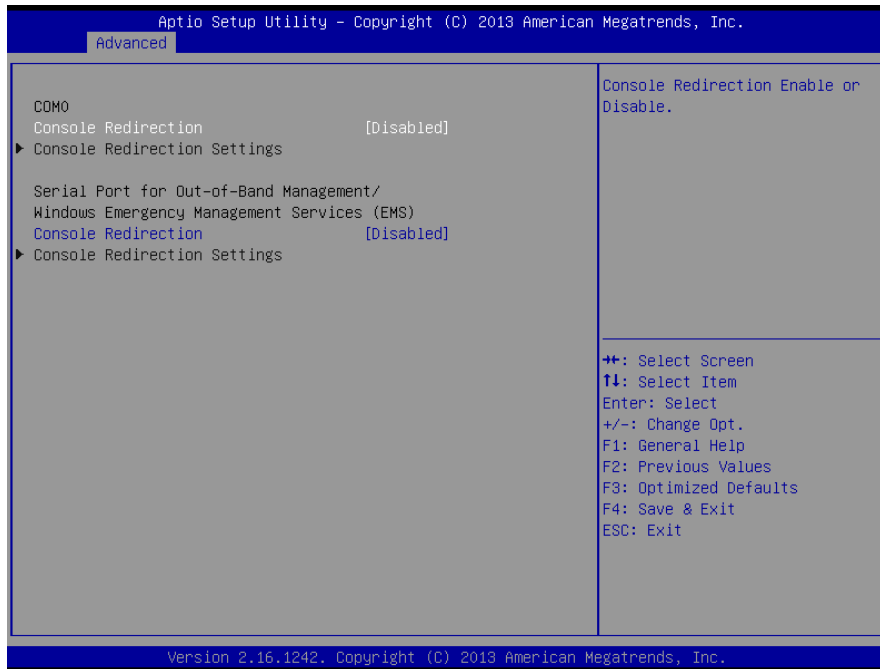 Aptio Setup Utility – Copyright (C) 2013 American Megatrends, Inc.
Advanced
COM0
Console Redirection [Disabled]
▶ Console Redirection Settings
Serial Port for Out-of-Band Management/
Windows Emergency Management Services (EMS)
Console Redirection [Disabled]
▶ Console Redirection Settings
Console Redirection Enable or
Disable.
→←: Select Screen
↑↓: Select Item
Enter: Select
+/-: Change Opt.
F1: General Help
F2: Previous Values
F3: Optimized Defaults
F4: Save & Exit
ESC: Exit
Version 2.16.1242. Copyright (C) 2013 American Megatrends, Inc.